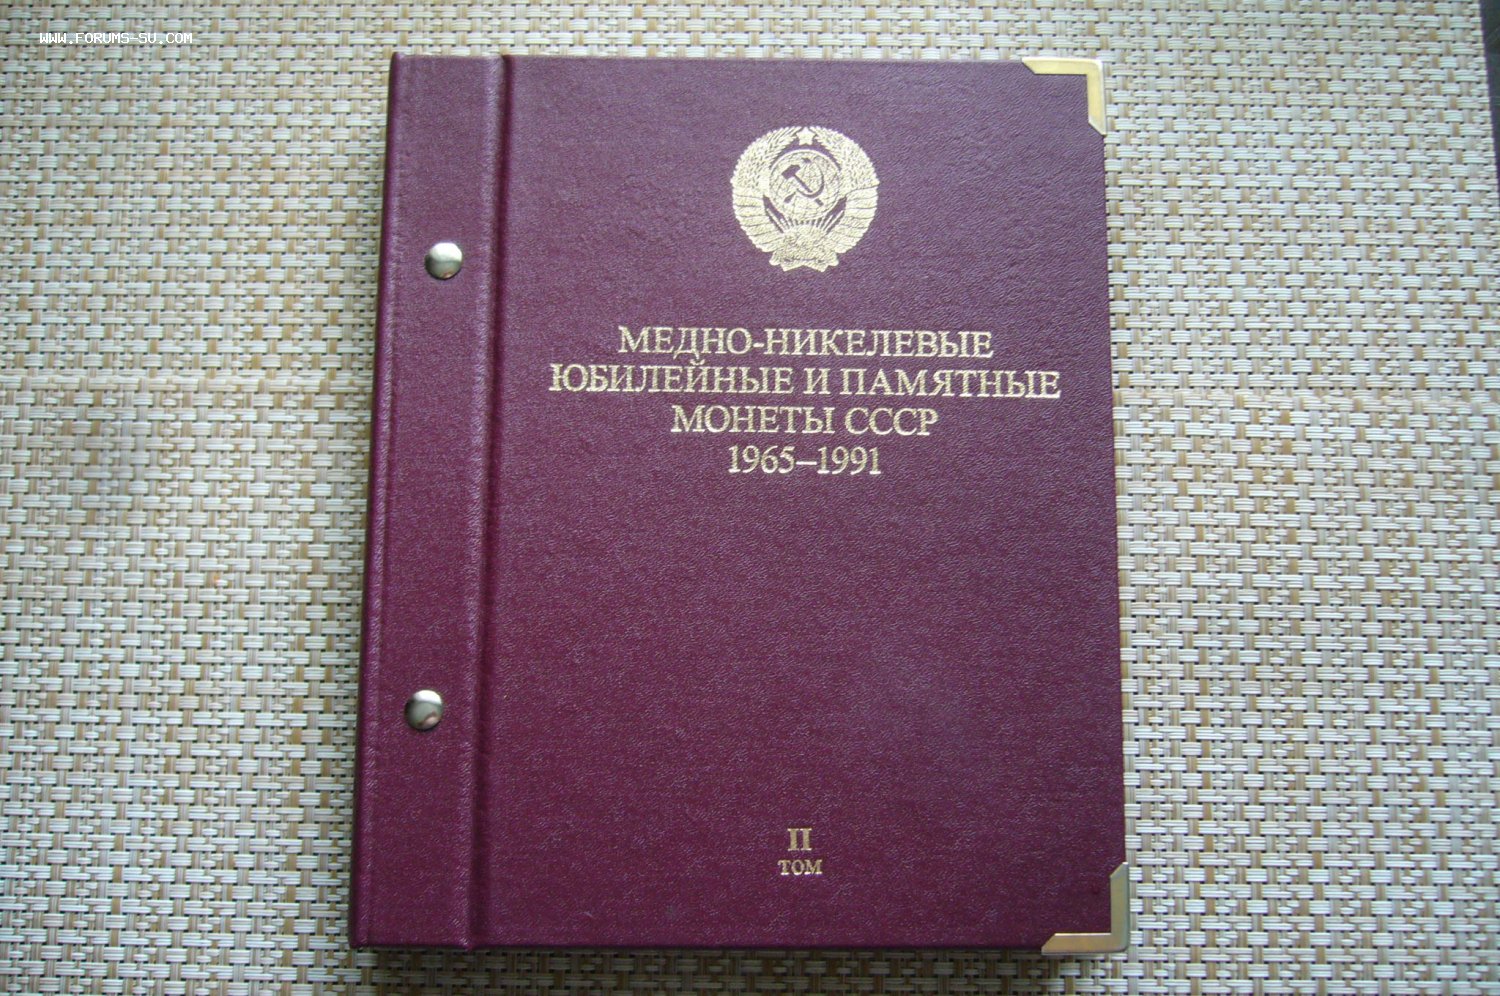 WWW.FORUMS-SU.COM
МЕДНО-НИКЕЛЕВЫЕ
ЮБИЛЕЙНЫЕ И ПАМЯТНЫЕ
МОНЕТЫ СССР
1965–1991
II
ТОМ